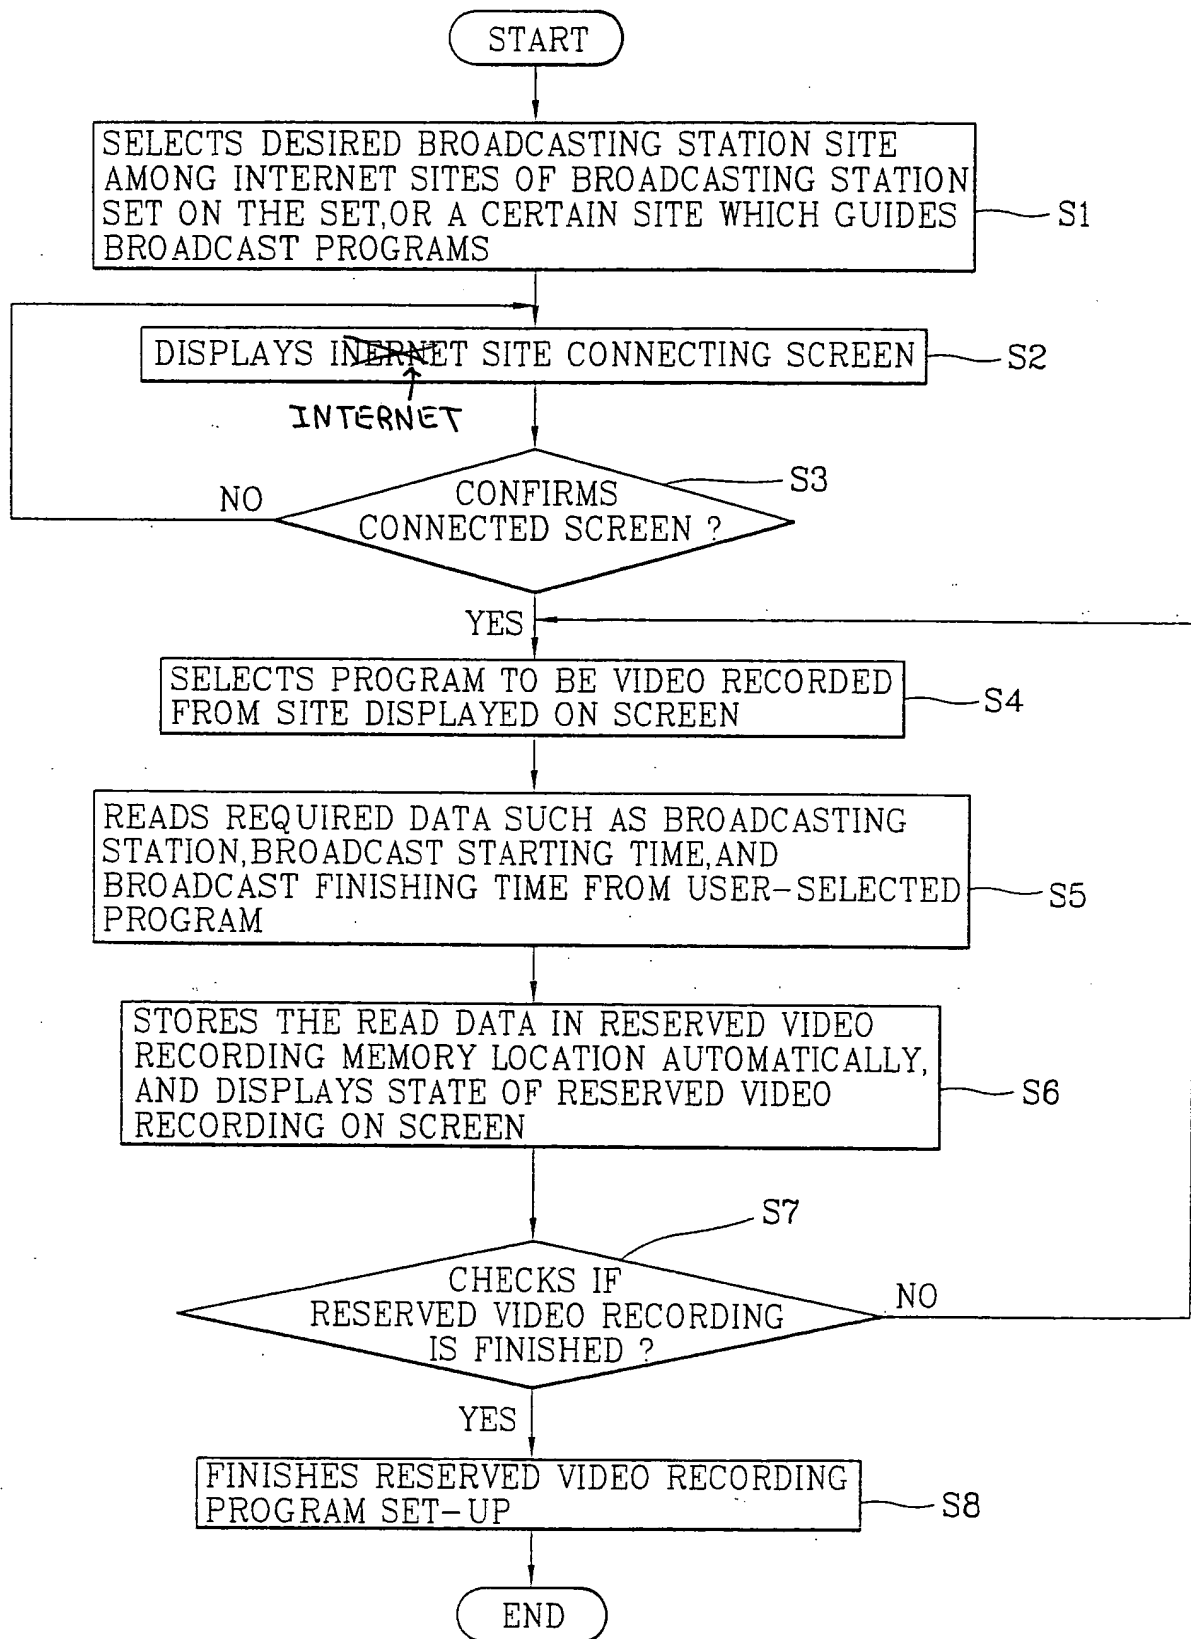 START
SELECTS DESIRED BROADCASTING STATION SITE
AMONG INTERNET SITES OF BROADCASTING STATION
SET ON THE SET,OR A CERTAIN SITE WHICH GUIDES
BROADCAST PROGRAMS
S1
DISPLAYS INERNET SITE CONNECTING SCREEN
S2
INTERNET
S3
CONFIRMS
CONNECTED SCREEN ?
NO
YES
SELECTS PROGRAM TO BE VIDEO RECORDED
FROM SITE DISPLAYED ON SCREEN
S4
READS REQUIRED DATA SUCH AS BROADCASTING
STATION,BROADCAST STARTING TIME,AND
BROADCAST FINISHING TIME FROM USER-SELECTED
PROGRAM
S5
STORES THE READ DATA IN RESERVED VIDEO
RECORDING MEMORY LOCATION AUTOMATICALLY,
AND DISPLAYS STATE OF RESERVED VIDEO
RECORDING ON SCREEN
S6
S7
CHECKS IF
RESERVED VIDEO RECORDING
IS FINISHED ?
NO
YES
FINISHES RESERVED VIDEO RECORDING
PROGRAM SET-UP
S8
END